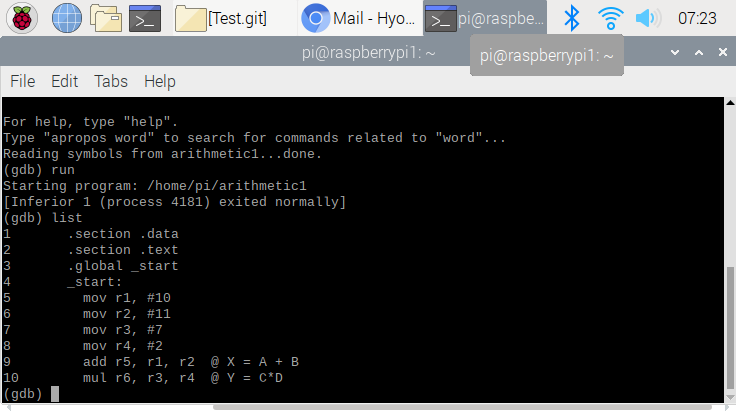 [Test.git]
Mail - Hyo...
pi@raspbe...
07:23
pi@raspberrypi1: ~
pi@raspberrypi1: ~
File Edit Tabs Help
For help, type "help".
Type "apropos word" to search for commands related to "word"...
Reading symbols from arithmetic1...done.
(gdb) run
Starting program: /home/pi/arithmetic1
[Inferior 1 (process 4181) exited normally]
(gdb) list
1       .section .data
2       .section .text
3       .global _start
4       _start:
5         mov r1, #10
6         mov r2, #11
7         mov r3, #7
8         mov r4, #2
9         add r5, r1, r2  @ X = A + B
10        mul r6, r3, r4  @ Y = C*D
(gdb)